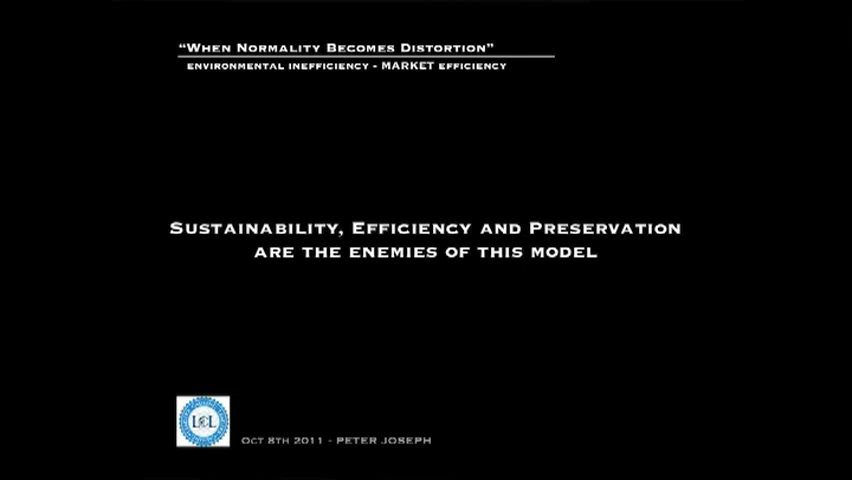 “When Normality Becomes Distortion”
environmental inefficiency - MARKET efficiency
Sustainability, Efficiency and Preservation
are the enemies of this model
LCL
Oct 8th 2011 - Peter Joseph